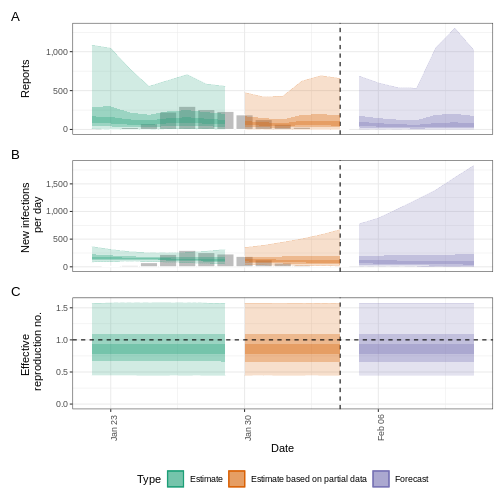 A
Reports
1,000
500
0
B
New infections
per day
1,500
1,000
500
0
C
Effective
reproduction no.
1.5
1.0
0.5
0.0
Jan 23
Jan 30
Feb 06
Date
Type
Estimate
Estimate based on partial data
Forecast